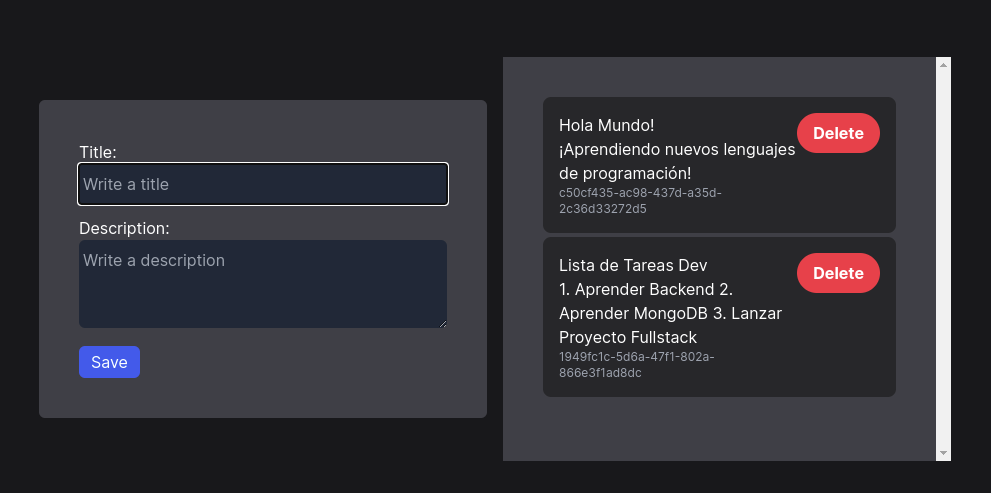 Title:
Write a title
Description:
Write a description
Save
Hola Mundo!
¡Aprendiendo nuevos lenguajes
de programación!
c50cf435-ac98-437d-a35d-
2c36d33272d5
Delete
Lista de Tareas Dev
1. Aprender Backend 2.
Aprender MongoDB 3. Lanzar
Proyecto Fullstack
1949fc1c-5d6a-47f1-802a-
866e3f1ad8dc
Delete